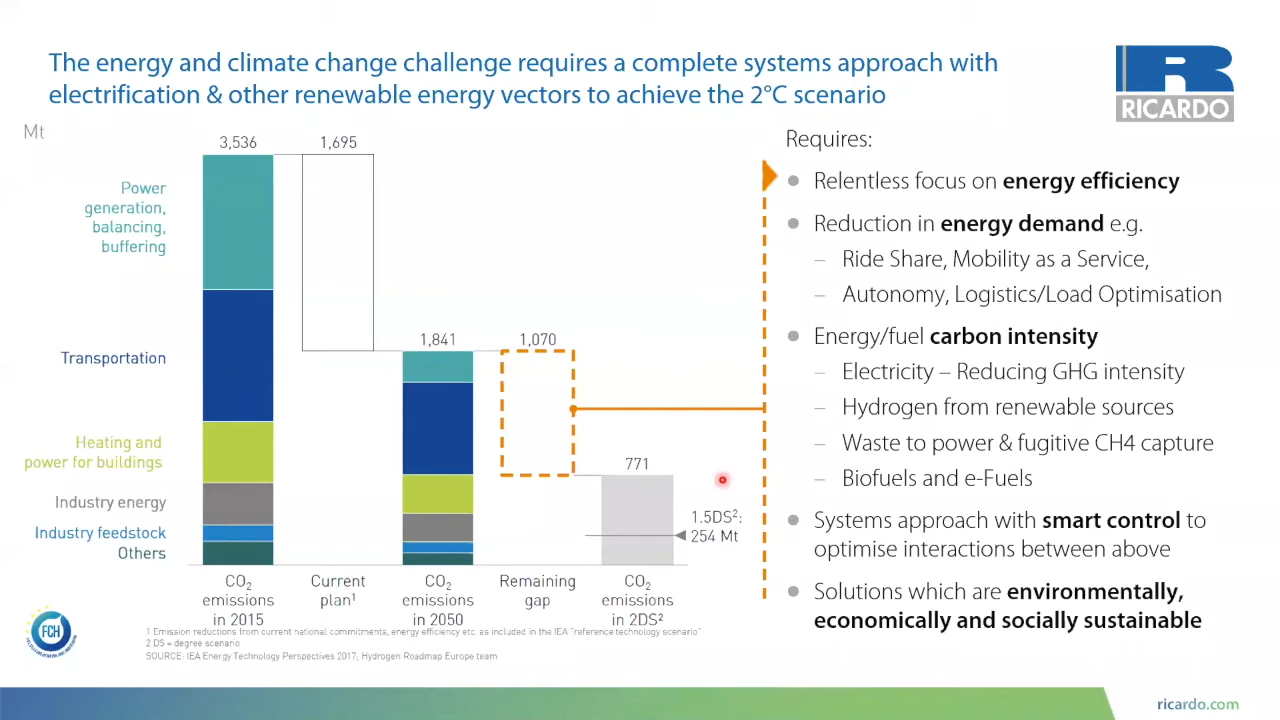 The energy and climate change challenge requires a complete systems approach with
electrification & other renewable energy vectors to achieve the 2°C scenario
RICARDO
Mt
3,536
1,695
1,841
1,070
771
1.5DS²:
254 Mt
Power
generation,
balancing,
buffering
Transportation
Heating and
power for buildings
Industry energy
Industry feedstock
Others
CO₂
emissions
in 2015
Current
plan¹
CO₂
emissions
in 2050
Remaining
gap
CO₂
emissions
in 2DS²
1 Emission reductions from current national commitments, energy efficiency etc. as included in the IEA "reference technology scenario"
2 DS = degree scenario
SOURCE: IEA Energy Technology Perspectives 2017; Hydrogen Roadmap Europe team
FCH
Requires:
● Relentless focus on energy efficiency
● Reduction in energy demand e.g.
– Ride Share, Mobility as a Service,
– Autonomy, Logistics/Load Optimisation
● Energy/fuel carbon intensity
– Electricity – Reducing GHG intensity
– Hydrogen from renewable sources
– Waste to power & fugitive CH4 capture
– Biofuels and e-Fuels
● Systems approach with smart control to
optimise interactions between above
● Solutions which are environmentally,
economically and socially sustainable
ricardo.com